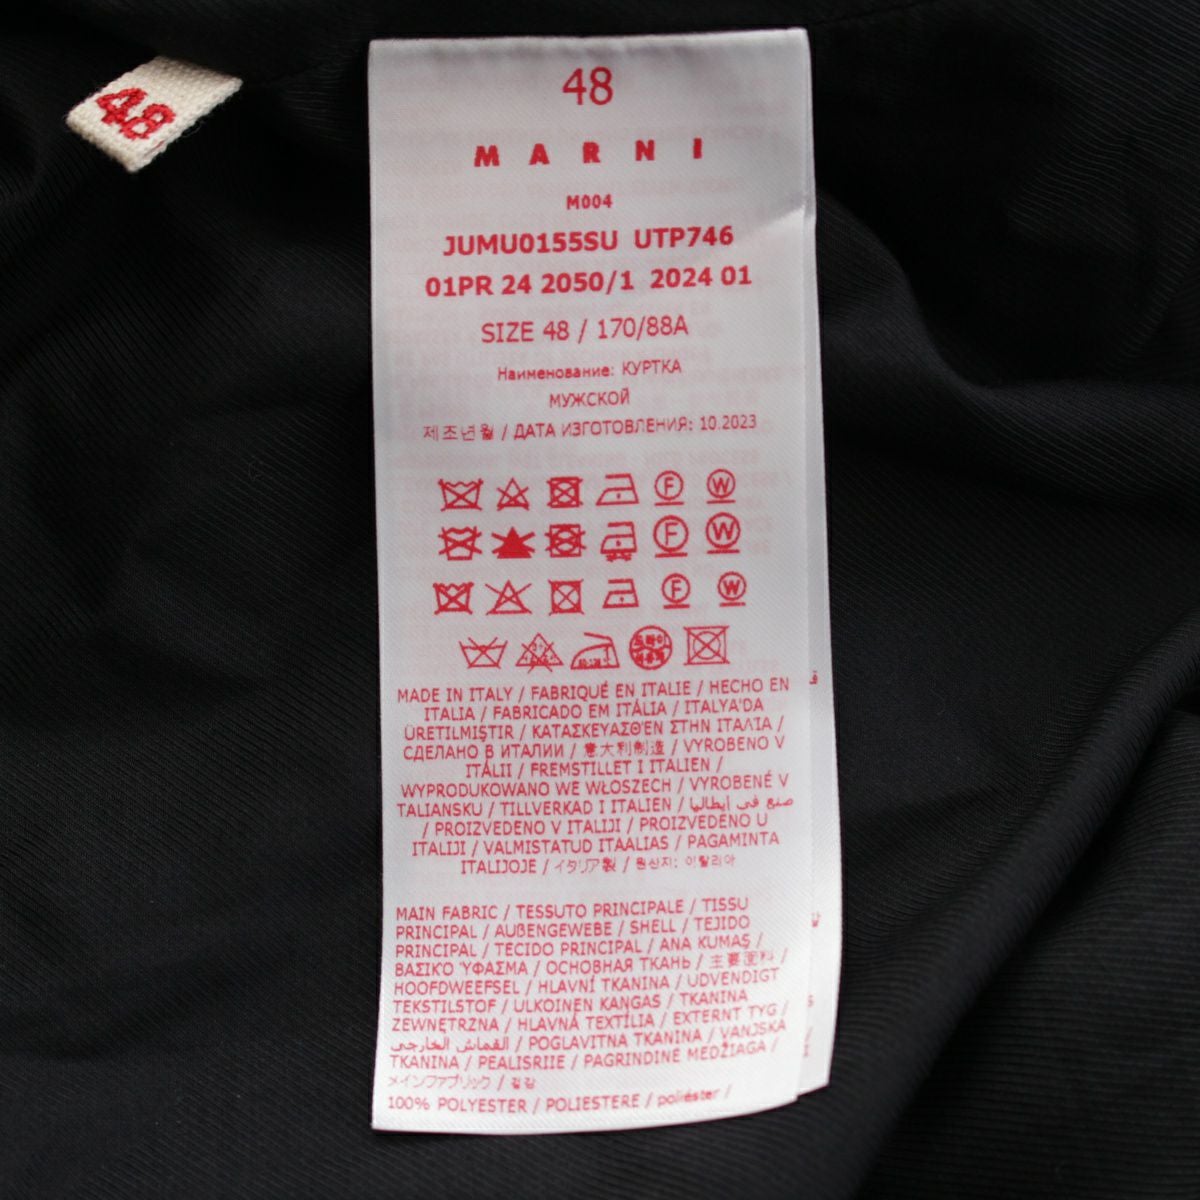 48
48
MARNI
M004
JUMU0155SU UTP746
01PR 24 2050/1 2024 01
SIZE 48 / 170/88A
Наименование: КУРТКА
МУЖСКОЙ
제조년월 / ДАТА ИЗГОТОВЛЕНИЯ: 10.2023
F W
F W
F W
MADE IN ITALY / FABRIQUÉ EN ITALIE / HECHO EN
ITALIA / FABRICADO EM ITÁLIA / ITALYA'DA
ÜRETILMIŞTIR / ΚΑΤΑΣΚΕΥΑΣΘΈΝ ΣΤΗΝ ΙΤΑΛΊΑ /
СДЕЛАНО В ИТАЛИИ / 意大利制造 / VYROBENO V
ITÁLII / FREMSTILLET I ITALIEN /
WYPRODUKOWANO WE WŁOSZECH / VYROBENÉ V
TALIANSKU / TILLVERKAD I ITALIEN / صنع في إيطاليا
/ PROIZVEDENO V ITALIJI / PROIZVEDENO U
ITALIJI / VALMISTATUD ITAALIAS / PAGAMINTA
ITALIJOJE / イタリア製 / 원산지: 이탈리아
MAIN FABRIC / TESSUTO PRINCIPALE / TISSU
PRINCIPAL / AUßENGEWEBE / SHELL / TEJIDO
PRINCIPAL / TECIDO PRINCIPAL / ANA KUMAŞ /
ΒΑΣΙΚΌ ΎΦΑΣΜΑ / ОСНОВНАЯ ТКАНЬ / 主要面料 /
HOOFDWEEFSEL / HLAVNÍ TKANINA / UDVENDIGT
TEKSTILSTOF / ULKOINEN KANGAS / TKANINA
ZEWNĘTRZNA / HLAVNÁ TEXTÍLIA / EXTERNT TYG /
القماش الخارجي / POGLAVITNA TKANINA / VANJSKA
TKANINA / PEALISRIIE / PAGRINDINĖ MEDŽIAGA /
メインファブリック / 겉감
100% POLYESTER / POLIESTERE / poliéster /